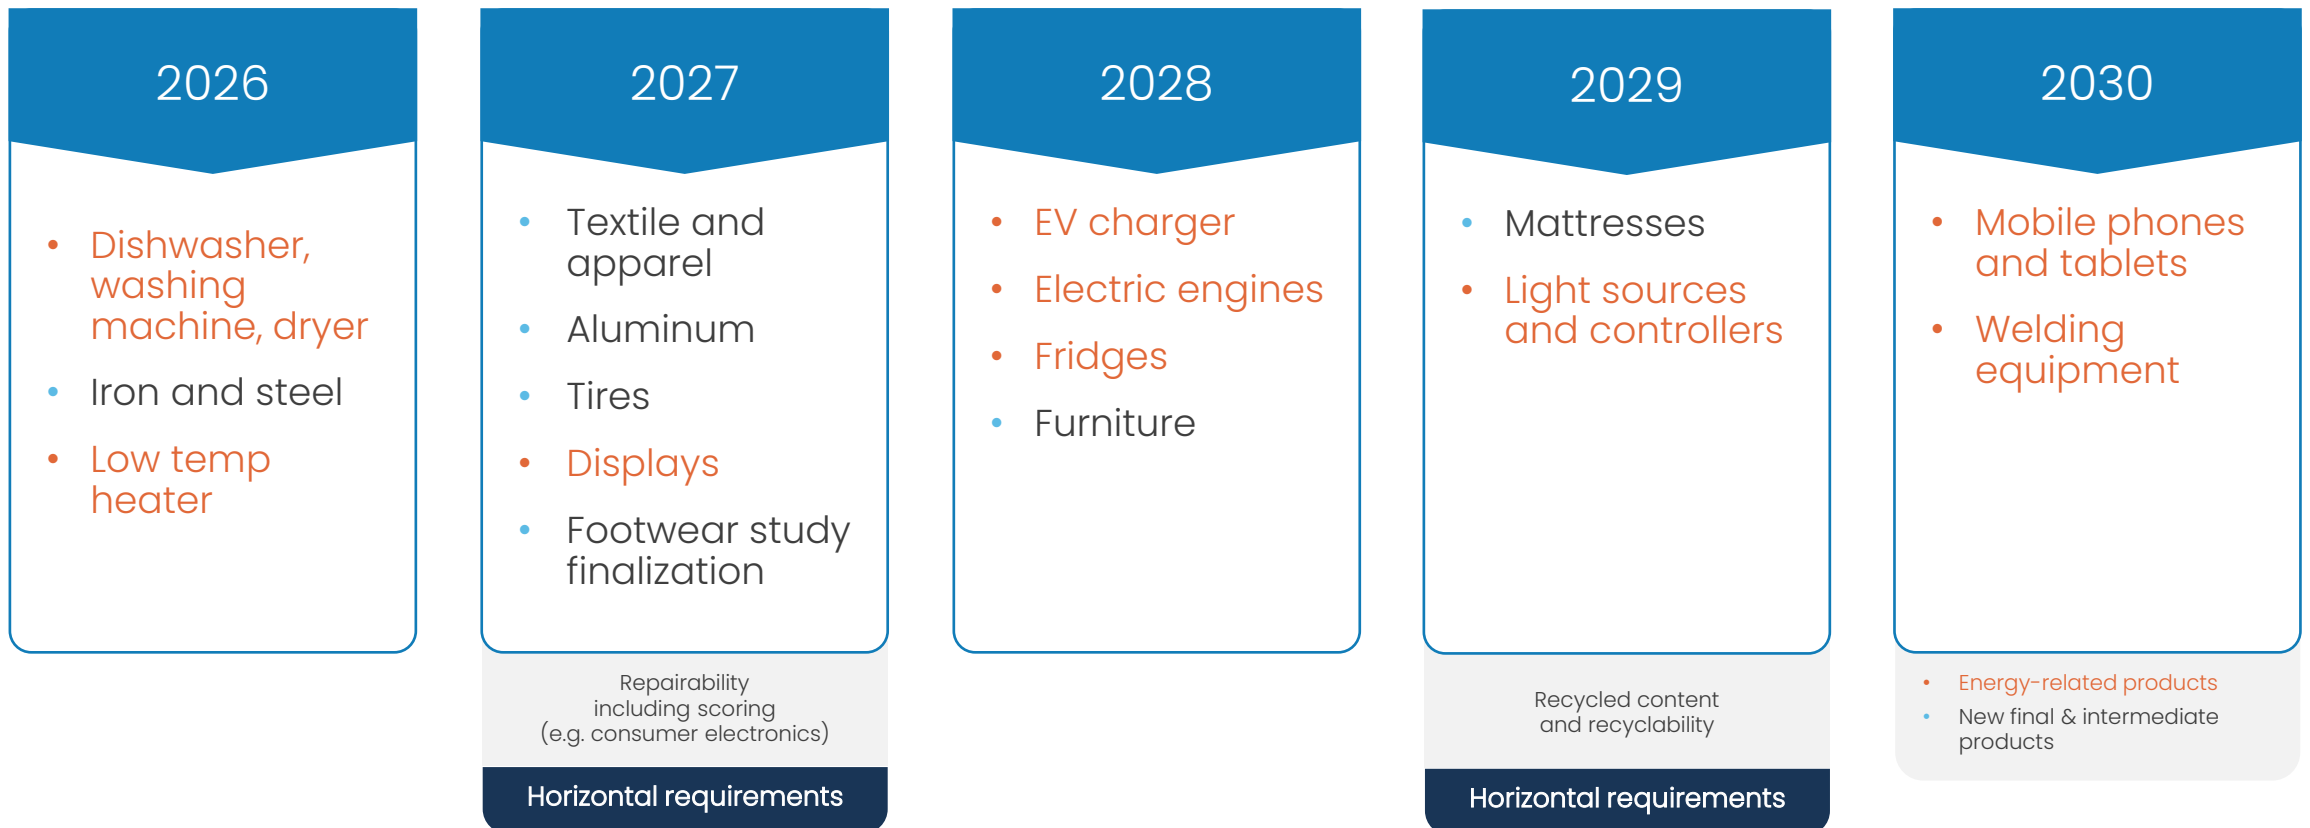 2026
• Dishwasher,
washing
machine, dryer
• Iron and steel
• Low temp
heater
2027
• Textile and
apparel
• Aluminum
• Tires
• Displays
• Footwear study
finalization
Repairability
including scoring
(e.g. consumer electronics)
Horizontal requirements
2028
• EV charger
• Electric engines
• Fridges
• Furniture
2029
• Mattresses
• Light sources
and controllers
Recycled content
and recyclability
Horizontal requirements
2030
• Mobile phones
and tablets
• Welding
equipment
• Energy-related products
• New final & intermediate
products